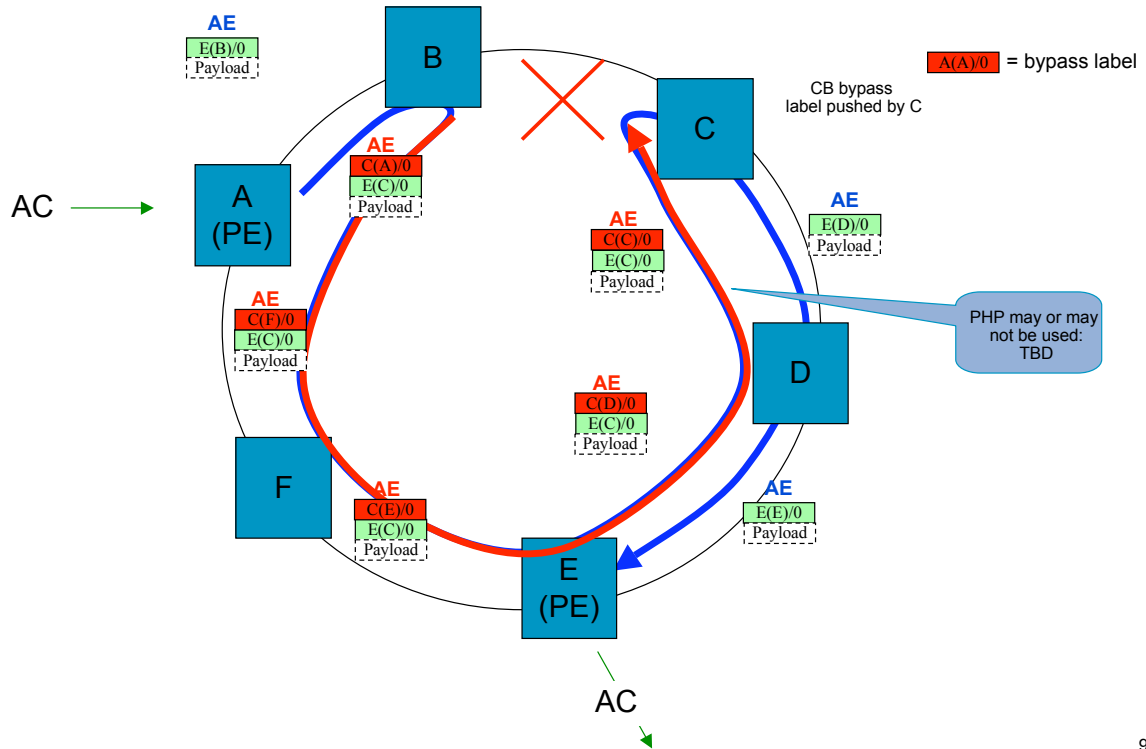 AE
E(B)/0
Payload
B
A(A)/0 = bypass label
CB bypass
label pushed by C
C
AE
C(A)/0
E(C)/0
Payload
AC
A
(PE)
AE
E(D)/0
Payload
AE
C(C)/0
E(C)/0
Payload
AE
C(F)/0
E(C)/0
Payload
PHP may or may
not be used:
TBD
D
AE
C(D)/0
E(C)/0
Payload
F
AE
C(E)/0
E(C)/0
Payload
AE
E(E)/0
Payload
E
(PE)
AC
9